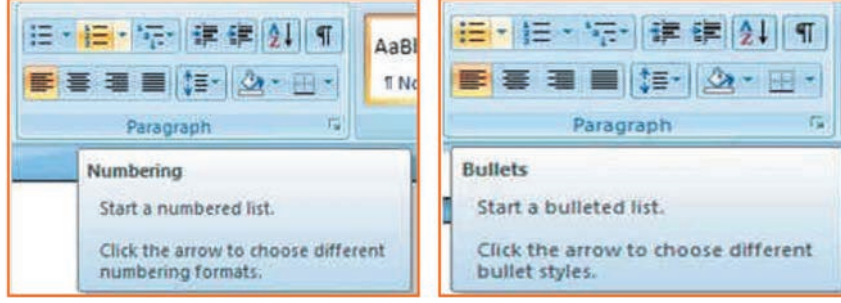 AaBl
¶ No
Paragraph
Numbering
Start a numbered list.
Click the arrow to choose different
numbering formats.
Paragraph
Bullets
Start a bulleted list.
Click the arrow to choose different
bullet styles.